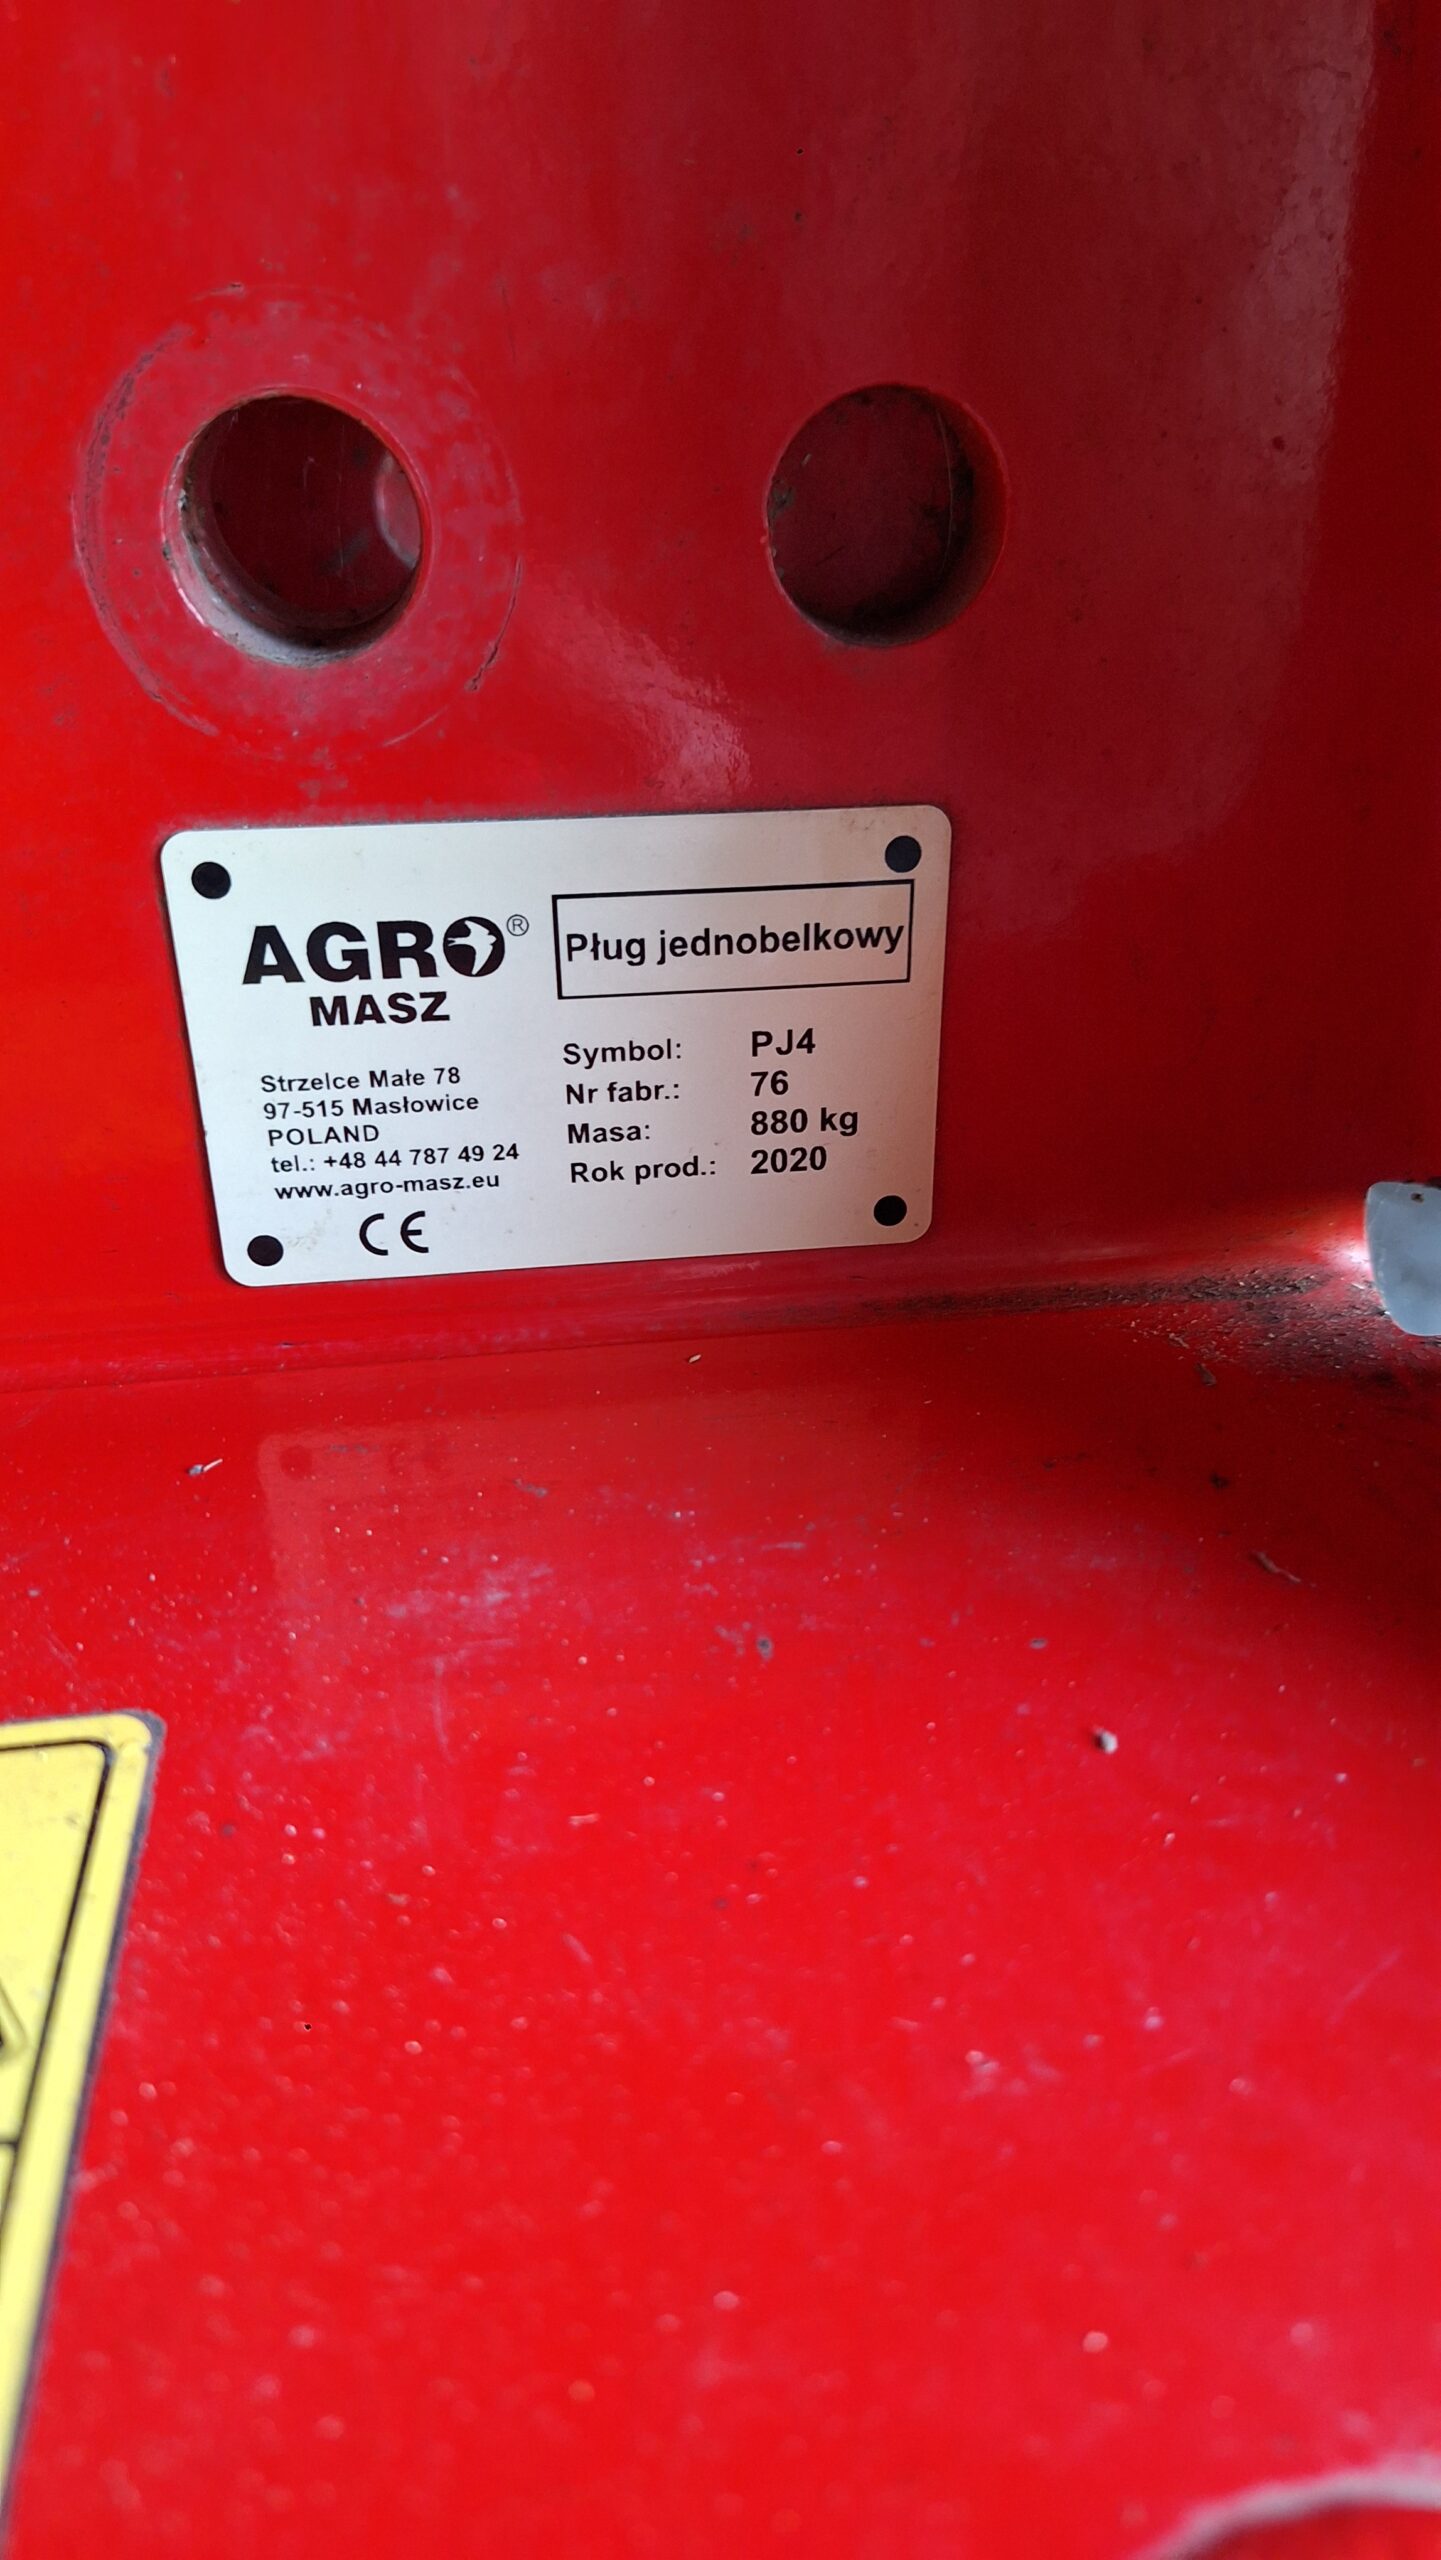 AGRO®
MASZ
Strzelce Małe 78
97-515 Masłowice
POLAND
tel.: +48 44 787 49 24
www.agro-masz.eu
CE
Pług jednobelkowy
Symbol: PJ4
Nr fabr.: 76
Masa: 880 kg
Rok prod.: 2020